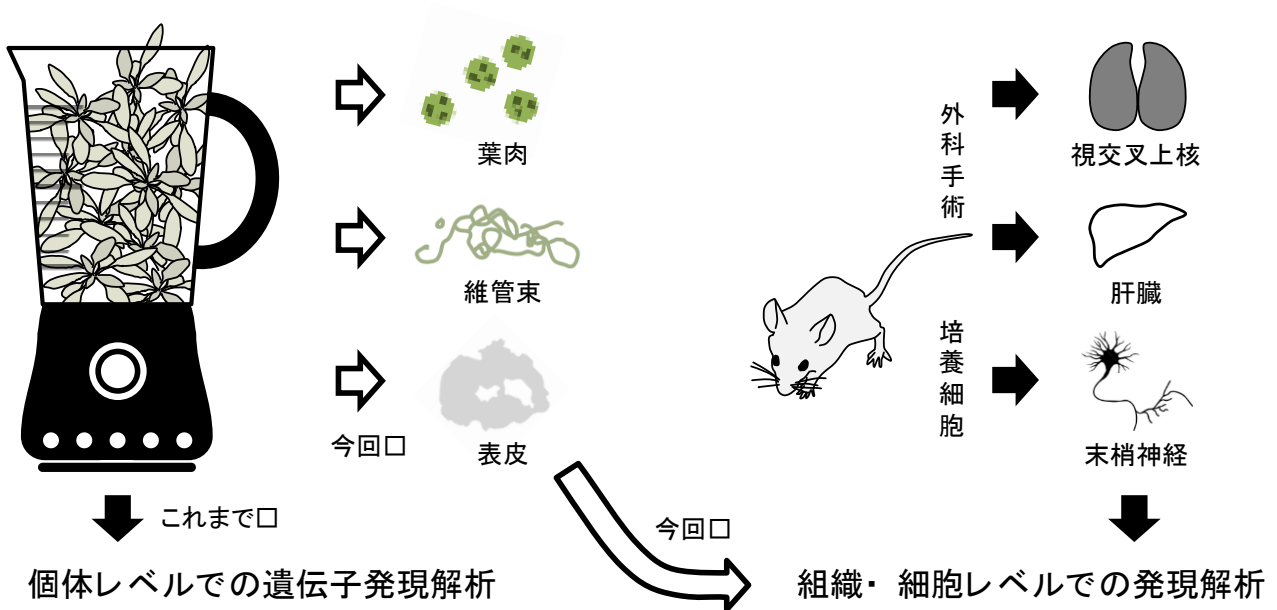 葉肉
維管束
表皮
今回□
これまで□
個体レベルでの遺伝子発現解析
今回□
外科手術
培養細胞
視交叉上核
肝臓
末梢神経
組織・細胞レベルでの発現解析